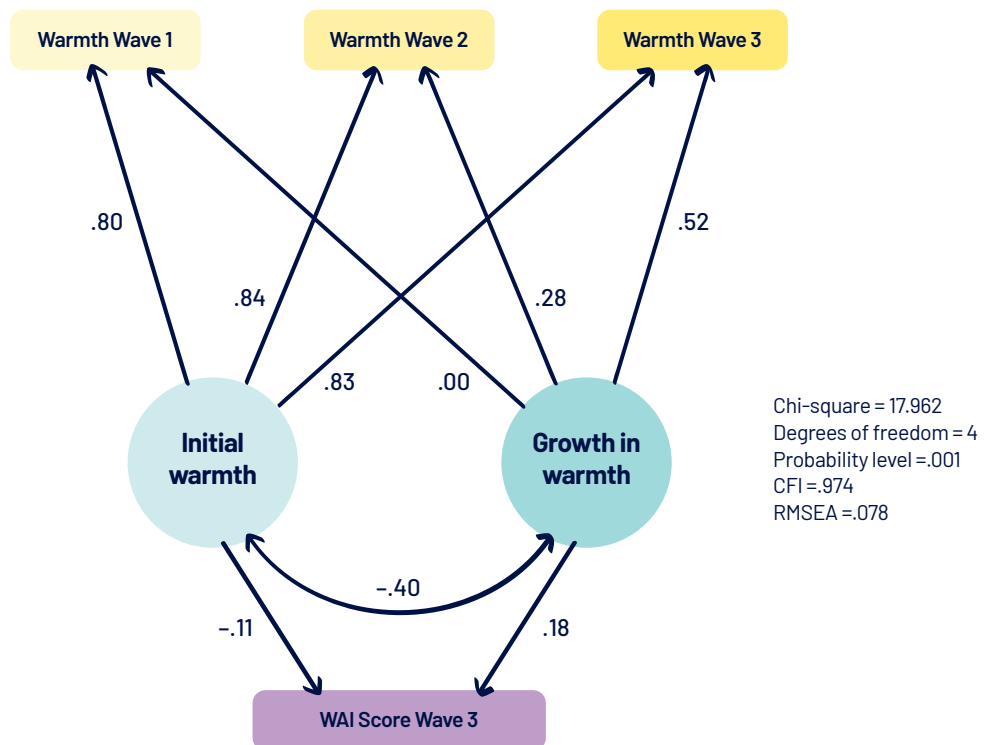 Warmth Wave 1
Warmth Wave 2
Warmth Wave 3
.80
.52
.84
.28
.83
.00
Initial
warmth
Growth in
warmth
Chi-square = 17.962
Degrees of freedom = 4
Probability level =.001
CFI =.974
RMSEA =.078
–.40
–.11
.18
WAI Score Wave 3